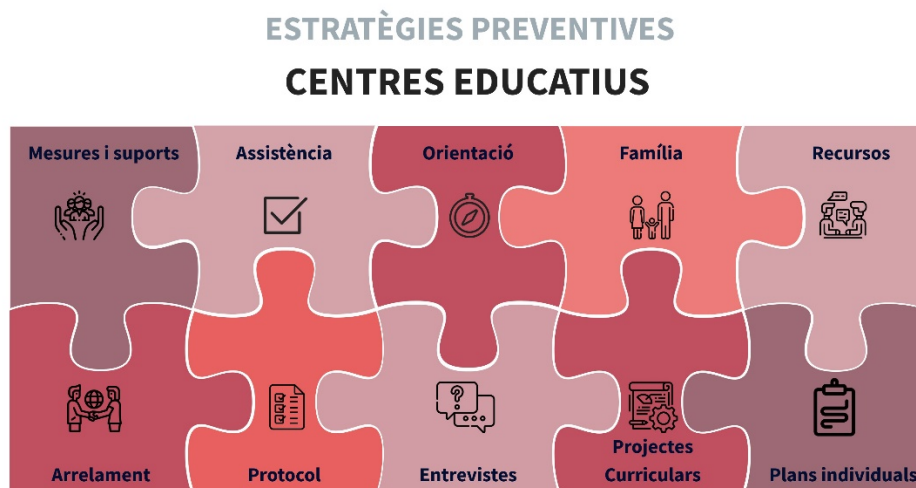 ESTRATÈGIES PREVENTIVES
CENTRES EDUCATIUS
Mesures i suports
Assistència
Orientació
Família
Recursos
Arrelament
Protocol
Entrevistes
Projectes
Curriculars
Plans individuals